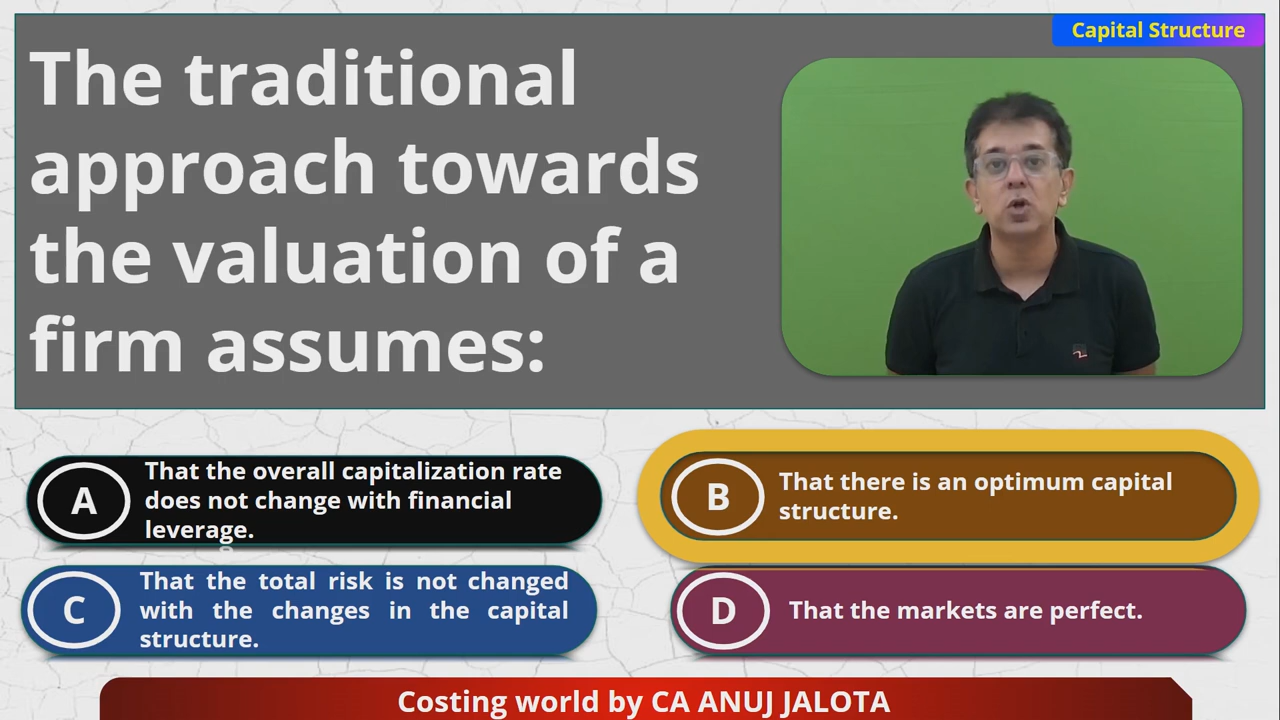 Capital Structure
The traditional
approach towards
the valuation of a
firm assumes:
A
That the overall capitalization rate
does not change with financial
leverage.
B
That there is an optimum capital
structure.
C
That the total risk is not changed
with the changes in the capital
structure.
D
That the markets are perfect.
Costing world by CA ANUJ JALOTA